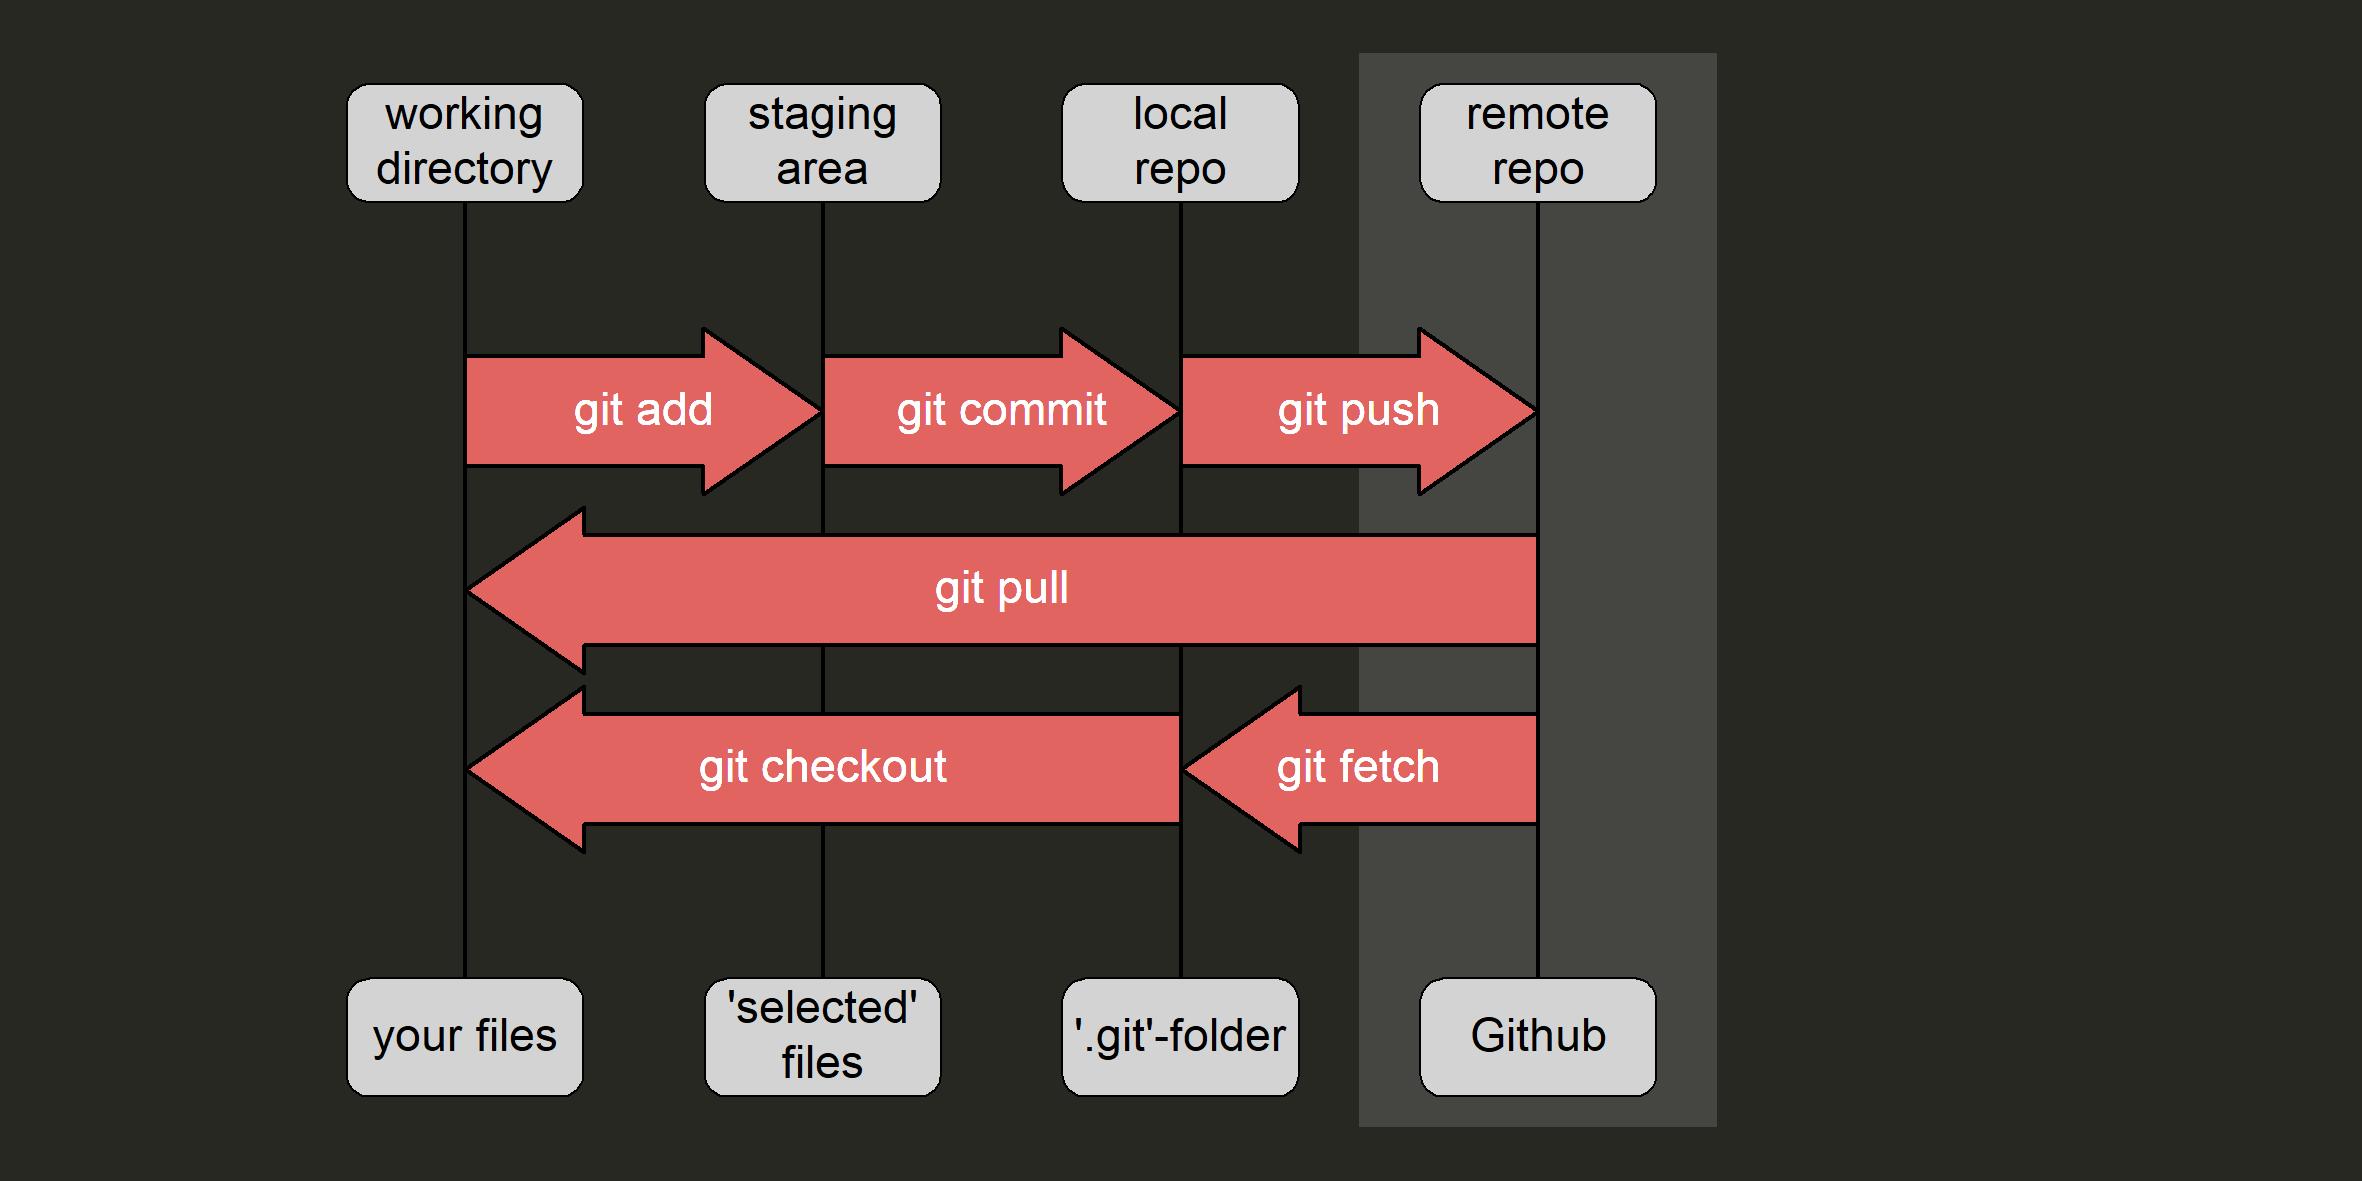 working
directory
staging
area
local
repo
remote
repo
git add
git commit
git push
git pull
git checkout
git fetch
your files
'selected'
files
'.git'-folder
Github